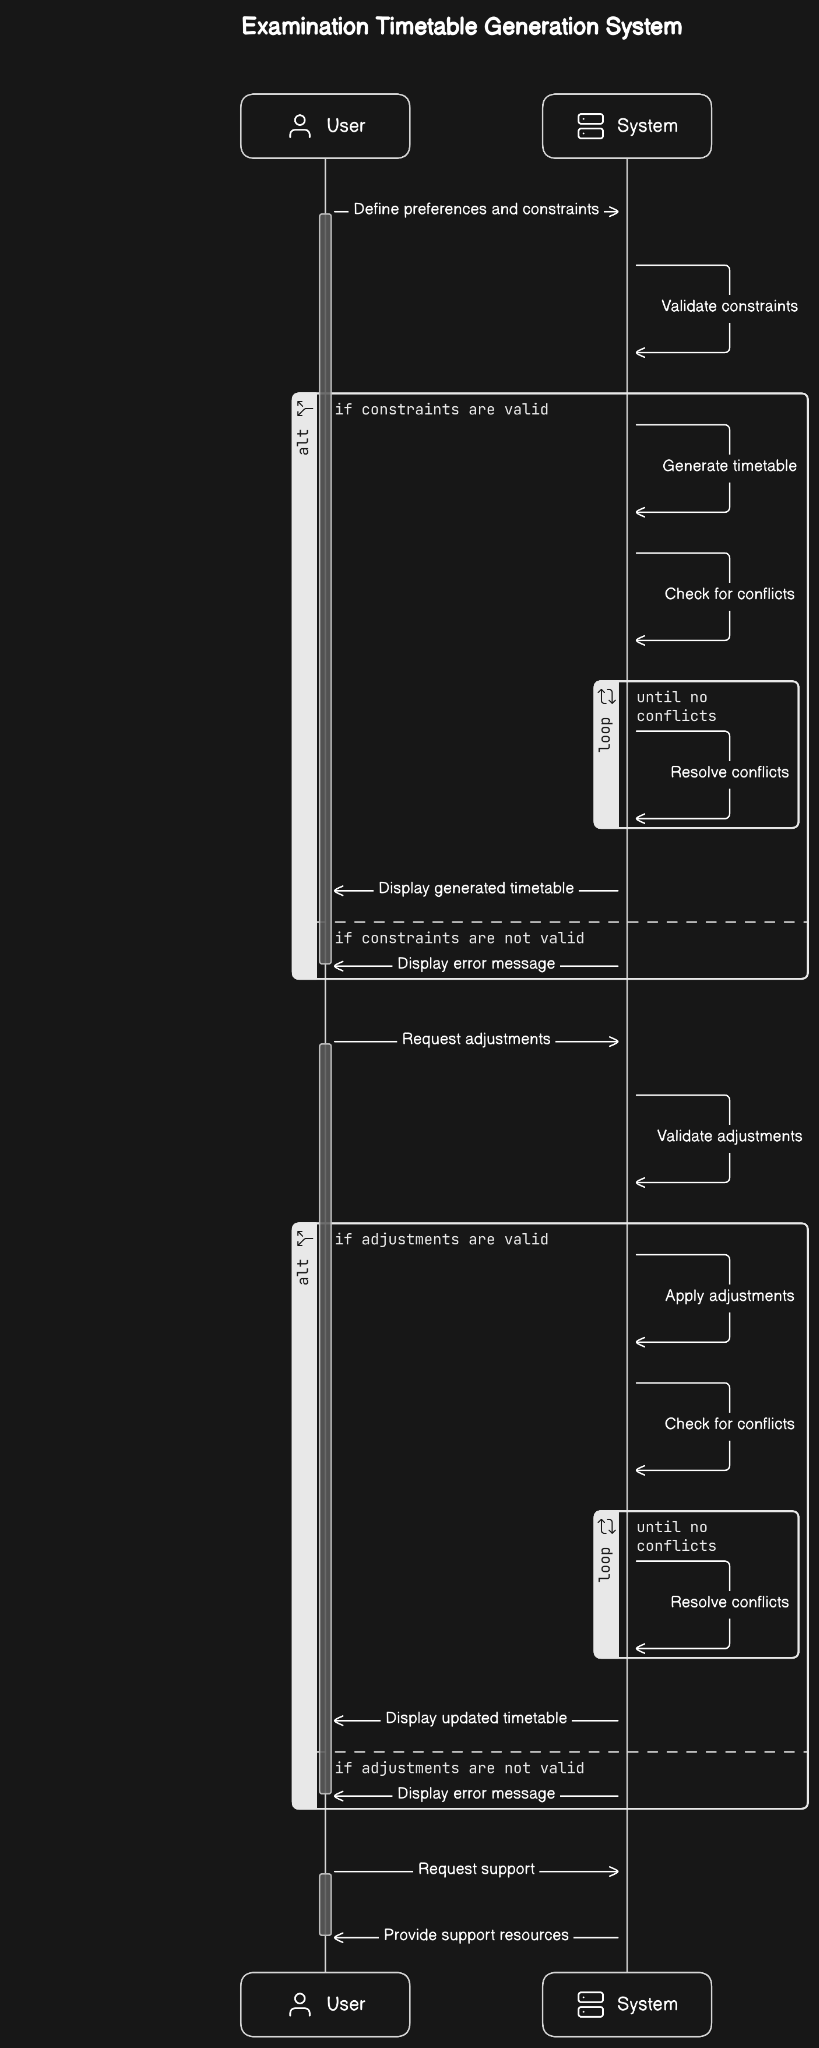 Examination Timetable Generation System
User
System
Define preferences and constraints
Validate constraints
alt
if constraints are valid
Generate timetable
Check for conflicts
loop
until no
conflicts
Resolve conflicts
Display generated timetable
if constraints are not valid
Display error message
Request adjustments
Validate adjustments
alt
if adjustments are valid
Apply adjustments
Check for conflicts
loop
until no
conflicts
Resolve conflicts
Display updated timetable
if adjustments are not valid
Display error message
Request support
Provide support resources
User
System